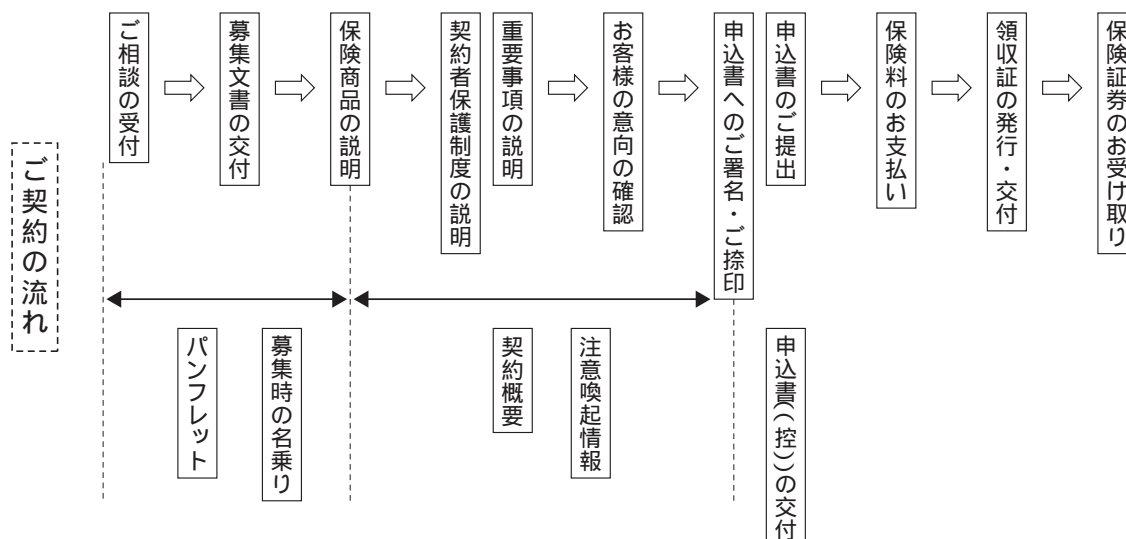 ご契約の流れ
ご相談の受付
募集文書の交付
保険商品の説明
契約者保護制度の説明
重要事項の説明
お客様の意向の確認
申込書へのご署名・ご捺印
申込書のご提出
保険料のお支払い
領収証の発行・交付
保険証券のお受け取り
パンフレット
募集時の名乗り
契約概要
注意喚起情報
申込書((控))の交付